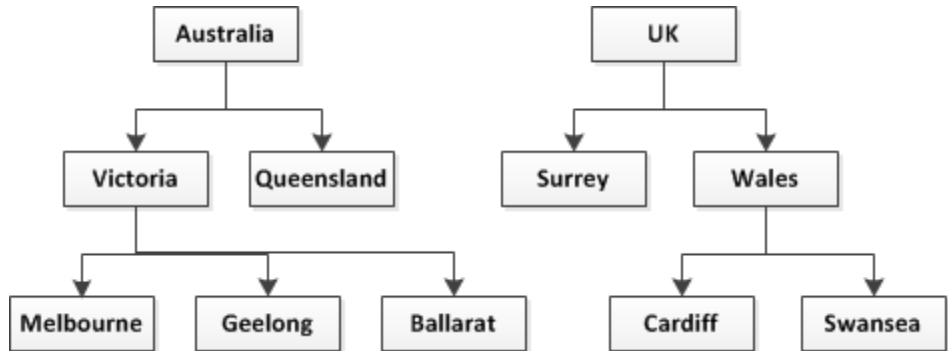 Australia
UK
Victoria
Queensland
Surrey
Wales
Melbourne
Geelong
Ballarat
Cardiff
Swansea